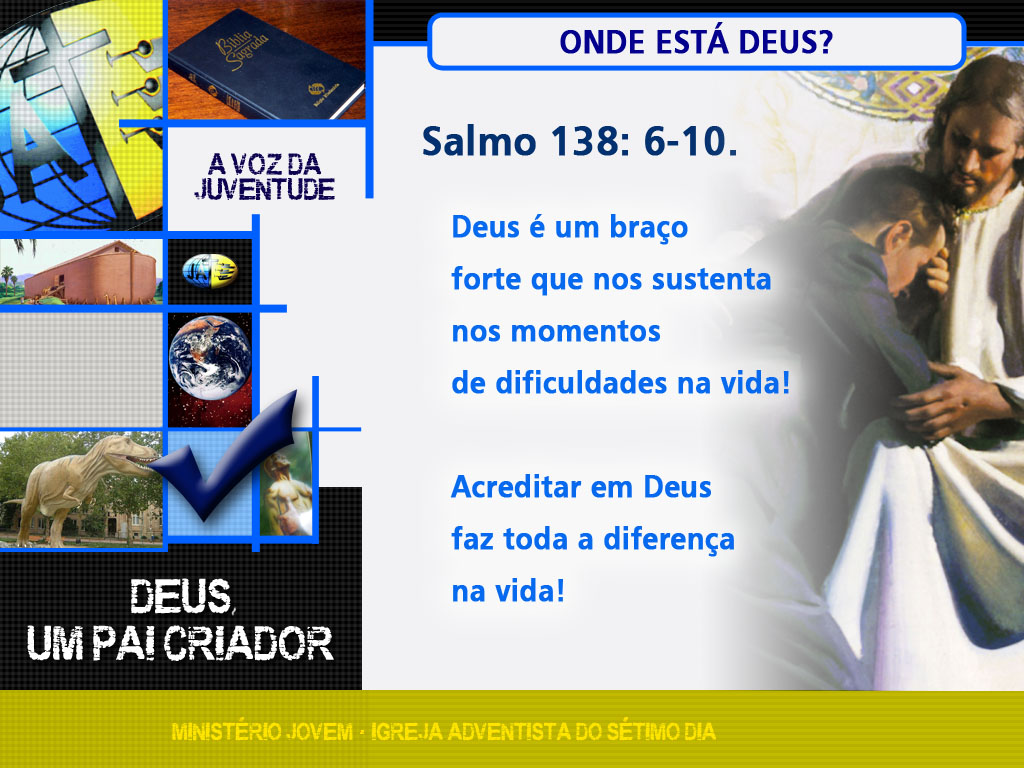 ONDE ESTÁ DEUS?
Bíblia
Sagrada
A VOZ DA
JUVENTUDE
Salmo 138: 6-10.
Deus é um braço
forte que nos sustenta
nos momentos
de dificuldades na vida!
Acreditar em Deus
faz toda a diferença
na vida!
DEUS,
UM PAI CRIADOR
MINISTÉRIO JOVEM - IGREJA ADVENTISTA DO SÉTIMO DIA